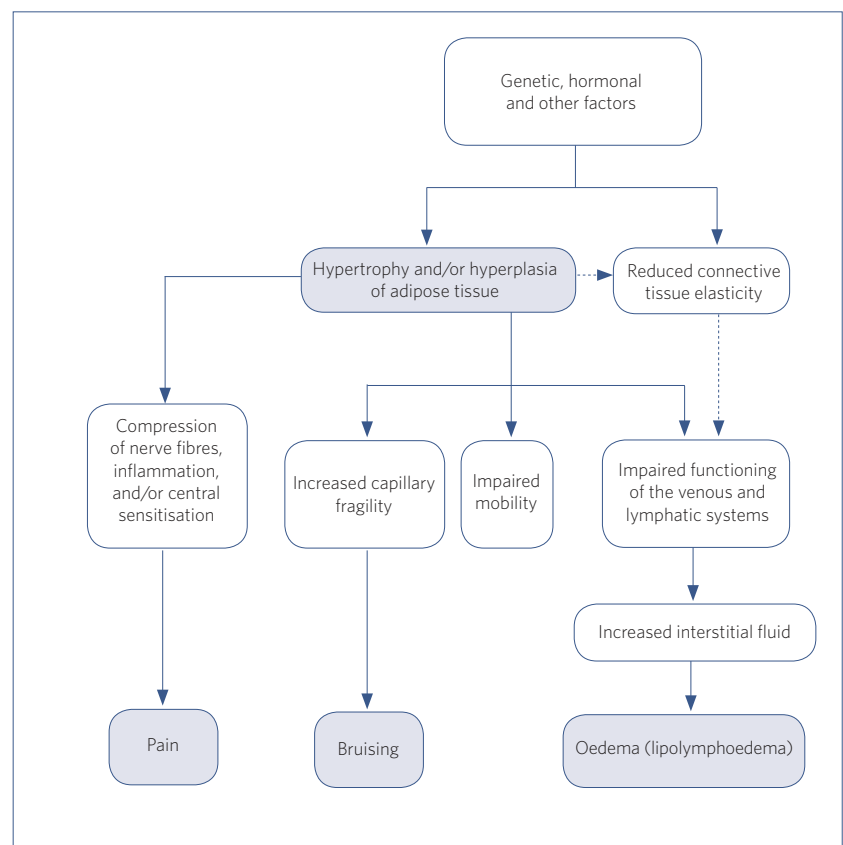 Genetic, hormonal
and other factors
Hypertrophy and/or hyperplasia
of adipose tissue
Reduced connective
tissue elasticity
Compression
of nerve fibres,
inflammation,
and/or central
sensitisation
Increased capillary
fragility
Impaired
mobility
Impaired functioning
of the venous and
lymphatic systems
Increased interstitial fluid
Pain
Bruising
Oedema (lipolymphoedema)